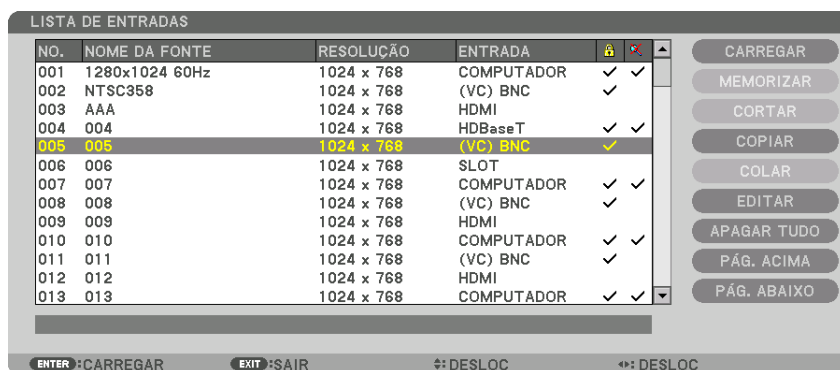 LISTA DE ENTRADAS
NO. NOME DA FONTE RESOLUÇÃO ENTRADA
001 1280x1024 60Hz 1024 x 768 COMPUTADOR
002 NTSC358 1024 x 768 (VC) BNC
003 AAA 1024 x 768 HDMI
004 004 1024 x 768 HDBaseT
005 005 1024 x 768 (VC) BNC
006 006 1024 x 768 SLOT
007 007 1024 x 768 COMPUTADOR
008 008 1024 x 768 (VC) BNC
009 009 1024 x 768 HDMI
010 010 1024 x 768 COMPUTADOR
011 011 1024 x 768 (VC) BNC
012 012 1024 x 768 HDMI
013 013 1024 x 768 COMPUTADOR
CARREGAR
MEMORIZAR
CORTAR
COPIAR
COLAR
EDITAR
APAGAR TUDO
PÁG. ACIMA
PÁG. ABAIXO
ENTER :CARREGAR EXIT :SAIR :DESLOC :DESLOC